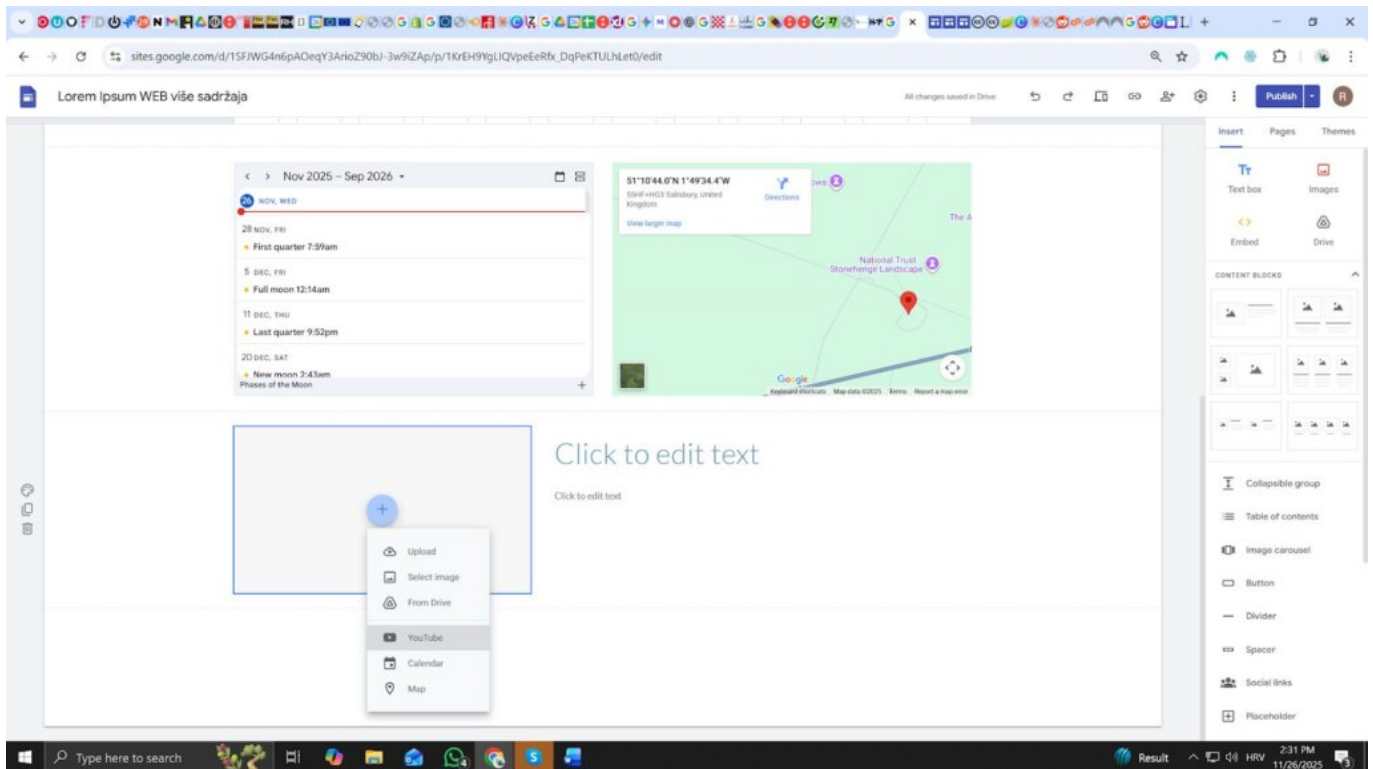 sites.google.com/d/1SFJWG4n6pAOeqY3ArioZ90bJ-3w9iZAp/p/1KrEH9YgLlQVpeEeRfx_DqPeKTULhLet0/edit
Lorem Ipsum WEB više sadržaja
All changes saved in Drive
Publish
R
Insert Pages Themes
Text box Images
Embed Drive
CONTENT BLOCKS
Collapsible group
Table of contents
Image carousel
Button
Divider
Spacer
Social links
Placeholder
Nov 2025 – Sep 2026
26 NOV, WED
28 NOV, FRI
First quarter 7:59am
5 DEC, FRI
Full moon 12:14am
11 DEC, THU
Last quarter 9:52pm
20 DEC, SAT
New moon 2:43am
Phases of the Moon
51°10'44.0"N 1°49'34.4"W
55HF+HG3 Salisbury, United
Kingdom
Directions
View larger map
The A
National Trust
Stonehenge Landscape
Google
Keyboard shortcuts Map data ©2025 Terms Report a map error
Click to edit text
Click to edit text
Upload
Select image
From Drive
YouTube
Calendar
Map
Type here to search
Result
HRV
2:31 PM
11/26/2025